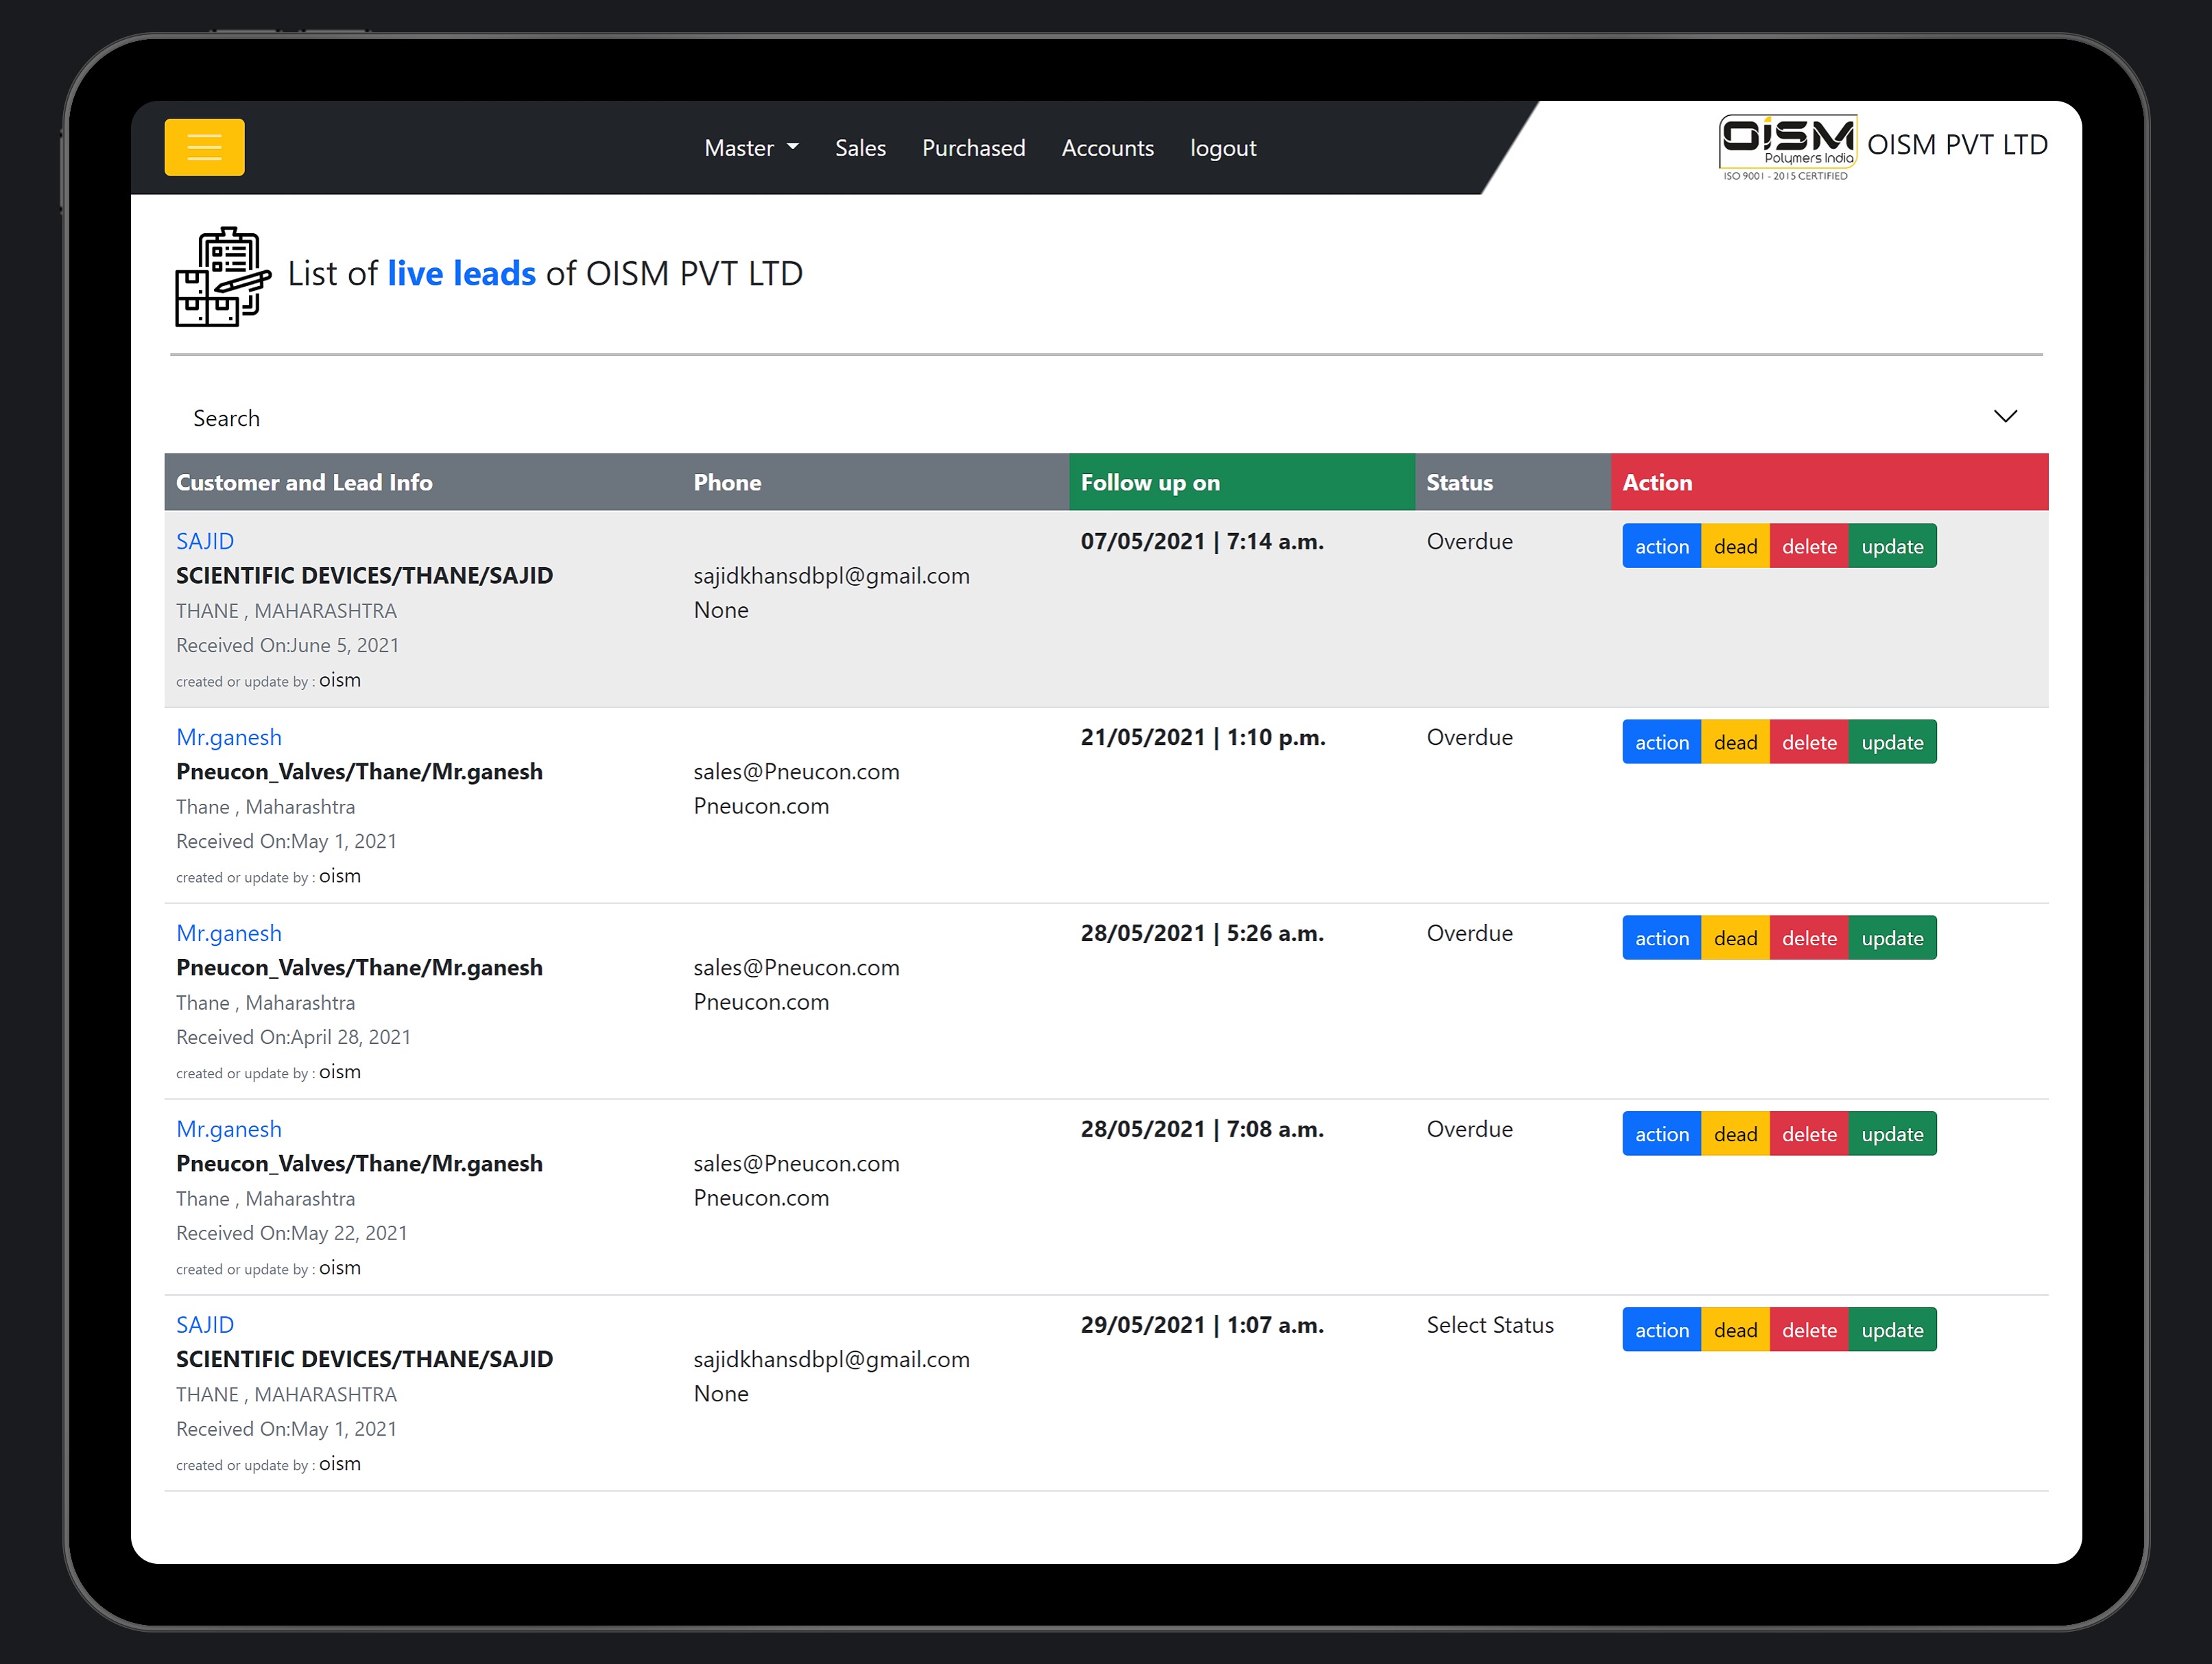 Master Sales Purchased Accounts logout
OiSM
Polymers India
ISO 9001 - 2015 CERTIFIED
OISM PVT LTD
List of live leads of OISM PVT LTD
Search
Customer and Lead Info Phone Follow up on Status Action
SAJID 07/05/2021 | 7:14 a.m. Overdue action dead delete update
SCIENTIFIC DEVICES/THANE/SAJID sajidkhansdbpl@gmail.com
THANE , MAHARASHTRA None
Received On:June 5, 2021
created or update by : oism
Mr.ganesh 21/05/2021 | 1:10 p.m. Overdue action dead delete update
Pneucon_Valves/Thane/Mr.ganesh sales@Pneucon.com
Thane , Maharashtra Pneucon.com
Received On:May 1, 2021
created or update by : oism
Mr.ganesh 28/05/2021 | 5:26 a.m. Overdue action dead delete update
Pneucon_Valves/Thane/Mr.ganesh sales@Pneucon.com
Thane , Maharashtra Pneucon.com
Received On:April 28, 2021
created or update by : oism
Mr.ganesh 28/05/2021 | 7:08 a.m. Overdue action dead delete update
Pneucon_Valves/Thane/Mr.ganesh sales@Pneucon.com
Thane , Maharashtra Pneucon.com
Received On:May 22, 2021
created or update by : oism
SAJID 29/05/2021 | 1:07 a.m. Select Status action dead delete update
SCIENTIFIC DEVICES/THANE/SAJID sajidkhansdbpl@gmail.com
THANE , MAHARASHTRA None
Received On:May 1, 2021
created or update by : oism